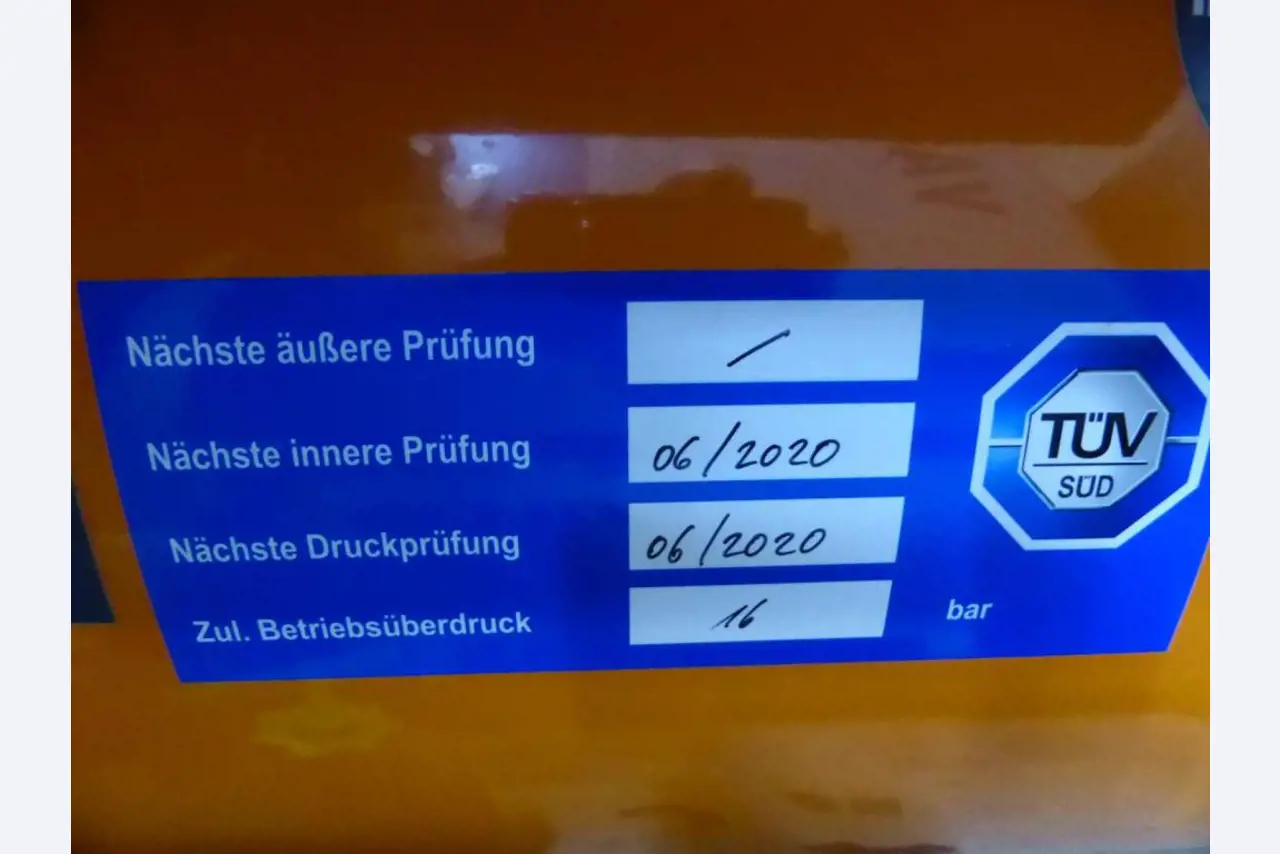 Nächste äußere Prüfung /
Nächste innere Prüfung 06/2020
Nächste Druckprüfung 06/2020
Zul. Betriebsüberdruck 16 bar
TÜV
SÜD